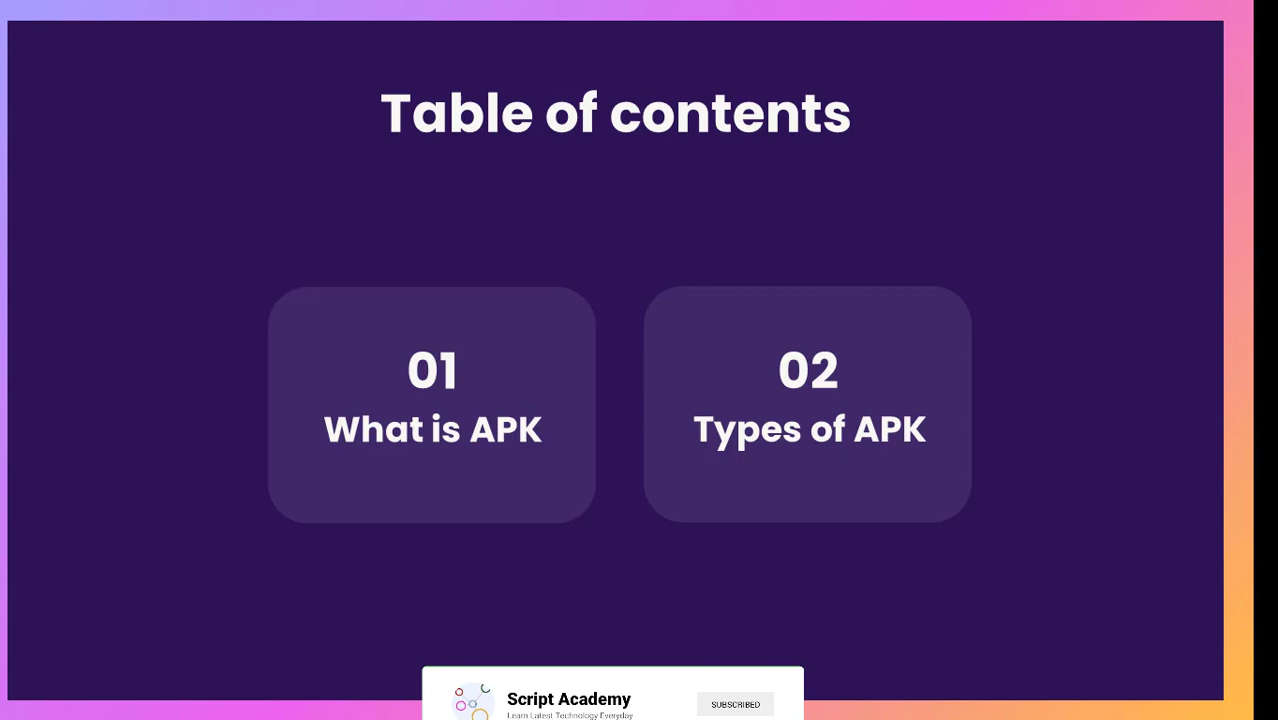 Table of contents
01
What is APK
02
Types of APK
Script Academy
Learn Latest Technology Everyday
SUBSCRIBED